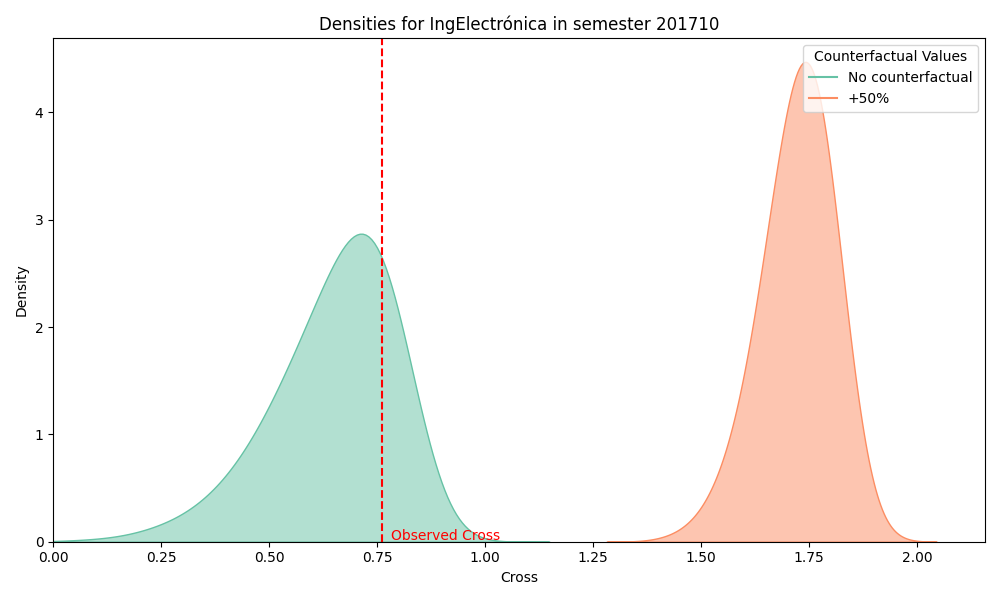 Densities for IngElectrónica in semester 201710
Counterfactual Values
No counterfactual
+50%
Density
4
3
2
1
0
Observed Cross
0.00 0.25 0.50 0.75 1.00 1.25 1.50 1.75 2.00
Cross